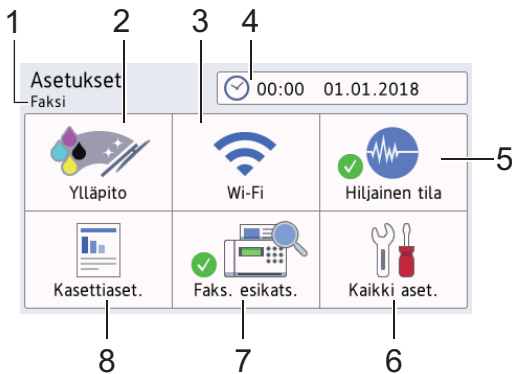 1 2 3 4
Asetukset
Faksi
00:00 01.01.2018
Ylläpito Wi-Fi Hiljainen tila
5
Kasettiaset. Faks. esikats. Kaikki aset.
8 7 6